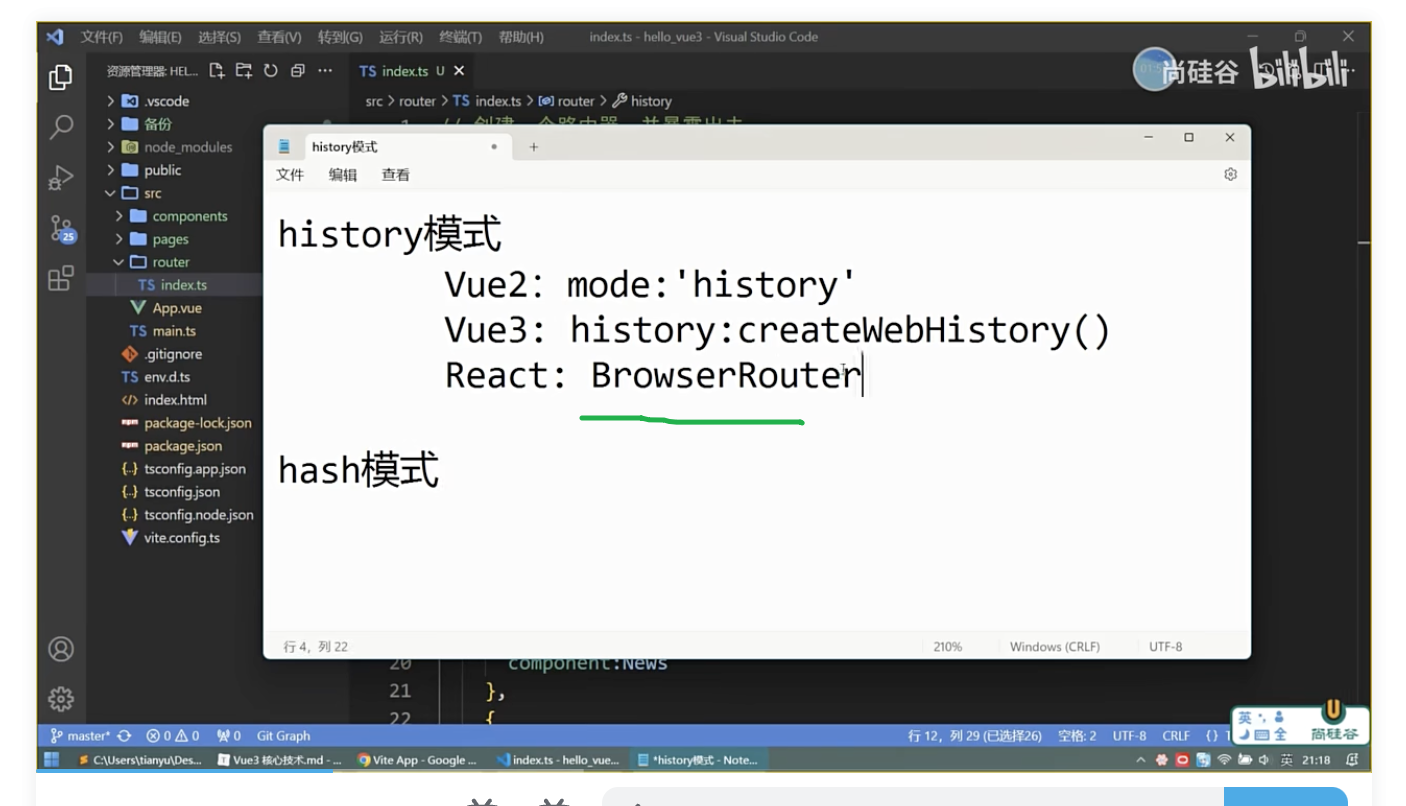 文件(F) 编辑(E) 选择(S) 查看(V) 转到(G) 运行(R) 终端(T) 帮助(H) index.ts - hello_vue3 - Visual Studio Code
资源管理器: HEL... TS index.ts U
尚硅谷 bilibili
src > router > TS index.ts > router > history
.vscode
备份
node_modules
public
src
components
pages
router
TS index.ts
App.vue
TS main.ts
.gitignore
TS env.d.ts
index.html
package-lock.json
package.json
tsconfig.app.json
tsconfig.json
tsconfig.node.json
vite.config.ts
25
history模式
文件 编辑 查看
history模式
Vue2: mode:'history'
Vue3: history:createWebHistory()
React: BrowserRouter
hash模式
行 4, 列 22 210% Windows (CRLF) UTF-8
20 component:News
21 },
22 {
master* 0 0 0 Git Graph 行 12, 列 29 (已选择26) 空格: 2 UTF-8 CRLF {}
英 全 尚硅谷
C:\Users\tianyu\Des... Vue3 核心技术.md - ... Vite App - Google ... index.ts - hello_vue... *history模式 - Note... 英 21:18